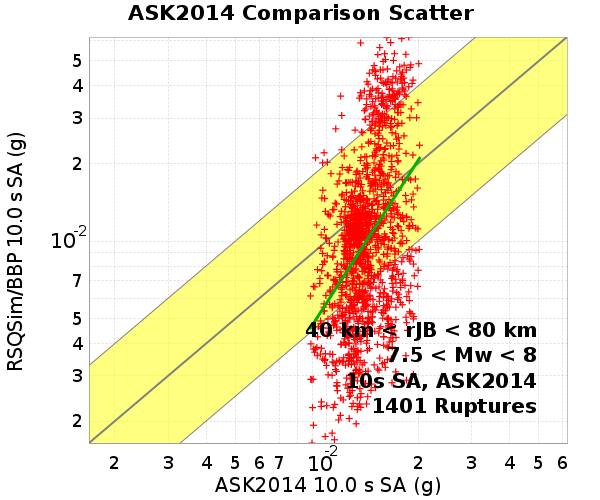 ASK2014 Comparison Scatter
RSQSim/BBP 10.0 s SA (g)
5
4
3
2
10-2
7
5
4
3
2
40 km < rJB < 80 km
7.5 < Mw < 8
10s SA, ASK2014
1401 Ruptures
2 3 4 5 6 7 10-2 2 3 4 5 6
ASK2014 10.0 s SA (g)